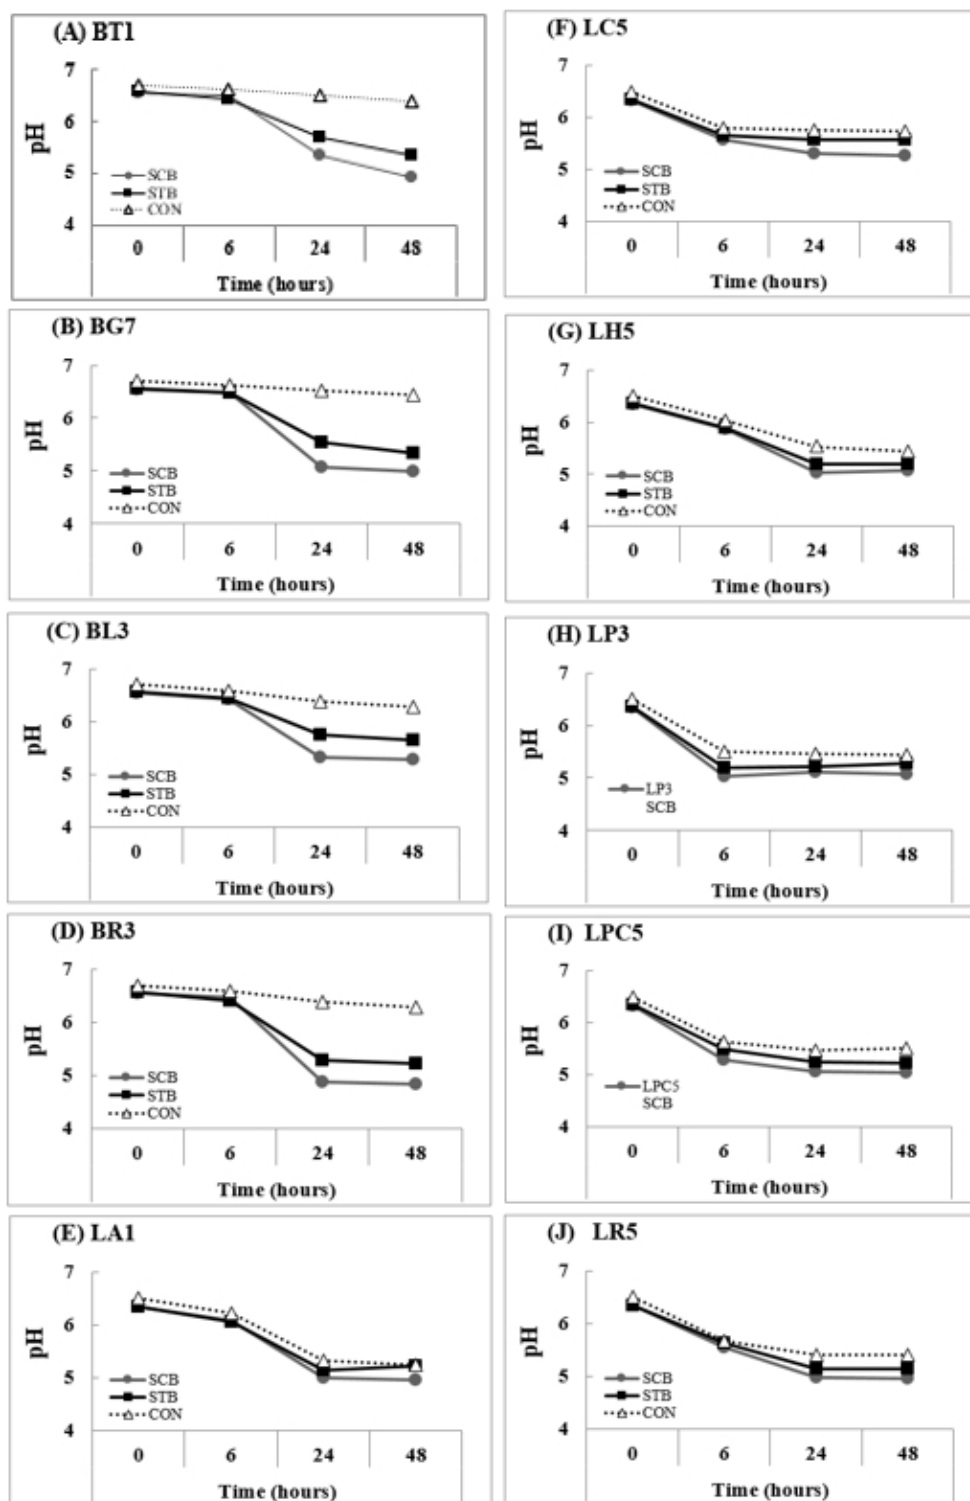 (A) BT1
7
6
5
4
pH
SCB
STB
CON
0 6 24 48
Time (hours)
(B) BG7
7
6
5
4
pH
SCB
STB
CON
0 6 24 48
Time (hours)
(C) BL3
7
6
5
4
pH
SCB
STB
CON
0 6 24 48
Time (hours)
(D) BR3
7
6
5
4
pH
SCB
STB
CON
0 6 24 48
Time (hours)
(E) LA1
7
6
5
4
pH
SCB
STB
CON
0 6 24 48
Time (hours)
(F) LC5
7
6
5
4
pH
SCB
STB
CON
0 6 24 48
Time (hours)
(G) LH5
7
6
5
4
pH
SCB
STB
CON
0 6 24 48
Time (hours)
(H) LP3
7
6
5
4
pH
LP3
SCB
0 6 24 48
Time (hours)
(I) LPC5
7
6
5
4
pH
LPC5
SCB
0 6 24 48
Time (hours)
(J) LR5
7
6
5
4
pH
SCB
STB
CON
0 6 24 48
Time (hours)